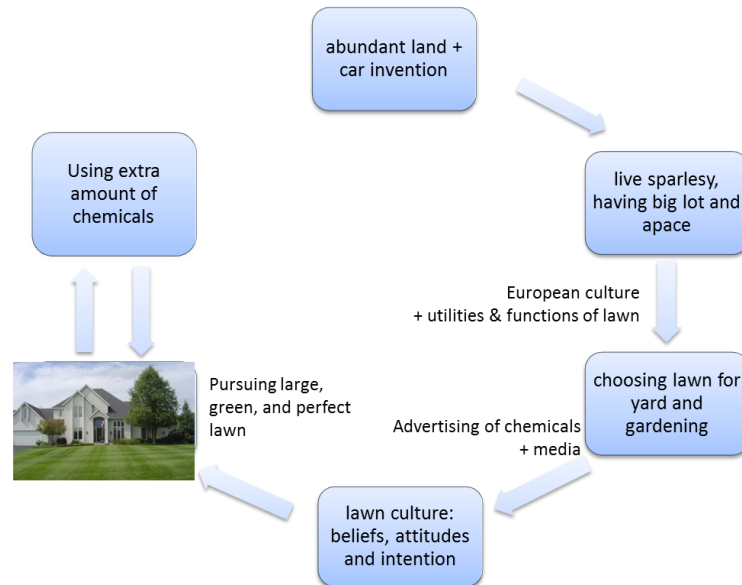 abundant land +
car invention
Using extra
amount of
chemicals
live sparlesy,
having big lot and
apace
European culture
+ utilities & functions of lawn
choosing lawn for
yard and
gardening
Pursuing large,
green, and perfect
lawn
Advertising of chemicals
+ media
lawn culture:
beliefs, attitudes
and intention